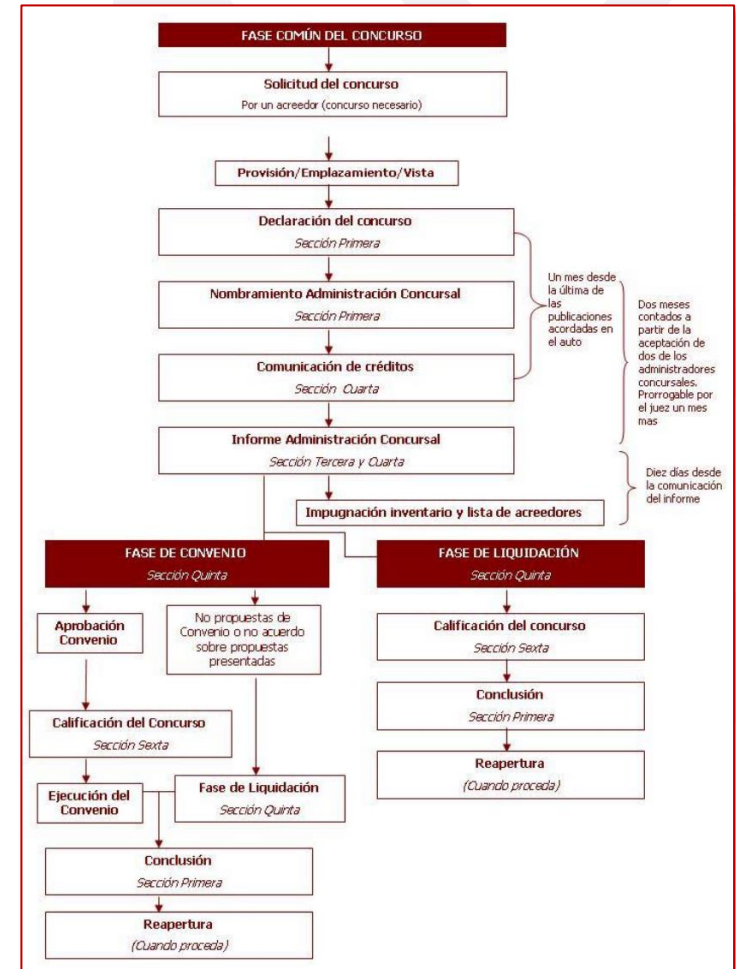 FASE COMÚN DEL CONCURSO
Solicitud del concurso
Por un acreedor (concurso necesario)
Provisión/Emplazamiento/Vista
Declaración del concurso
Sección Primera
Nombramiento Administración Concursal
Sección Primera
Comunicación de créditos
Sección Cuarta
Informe Administración Concursal
Sección Tercera y Cuarta
Un mes desde
la última de
las
publicaciones
acordadas en
el auto
Dos meses
contados a
partir de la
aceptación de
dos de los
administradores
concursales.
Prorrogable por
el juez un mes
mas
Diez días desde
la comunicación
del informe
Impugnación inventario y lista de acreedores
FASE DE CONVENIO
Sección Quinta
Aprobación
Convenio
No propuestas de
Convenio o no acuerdo
sobre propuestas
presentadas
Calificación del Concurso
Sección Sexta
Ejecución del
Convenio
Fase de Liquidación
Sección Quinta
Conclusión
Sección Primera
Reapertura
(Cuando proceda)
FASE DE LIQUIDACIÓN
Sección Quinta
Calificación del concurso
Sección Sexta
Conclusión
Sección Primera
Reapertura
(Cuando proceda)